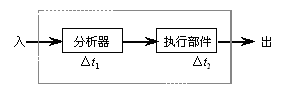 入 分析器 执行部件 出
Δt₁ Δt₂